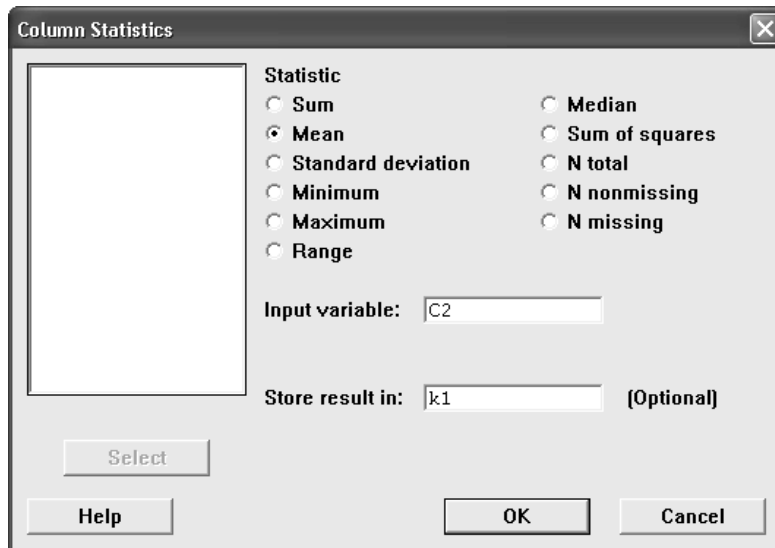 Column Statistics
Statistic
Sum
Median
Mean
Sum of squares
Standard deviation
N total
Minimum
N nonmissing
Maximum
N missing
Range
Input variable: C2
Store result in: k1 (Optional)
Select
Help
OK
Cancel